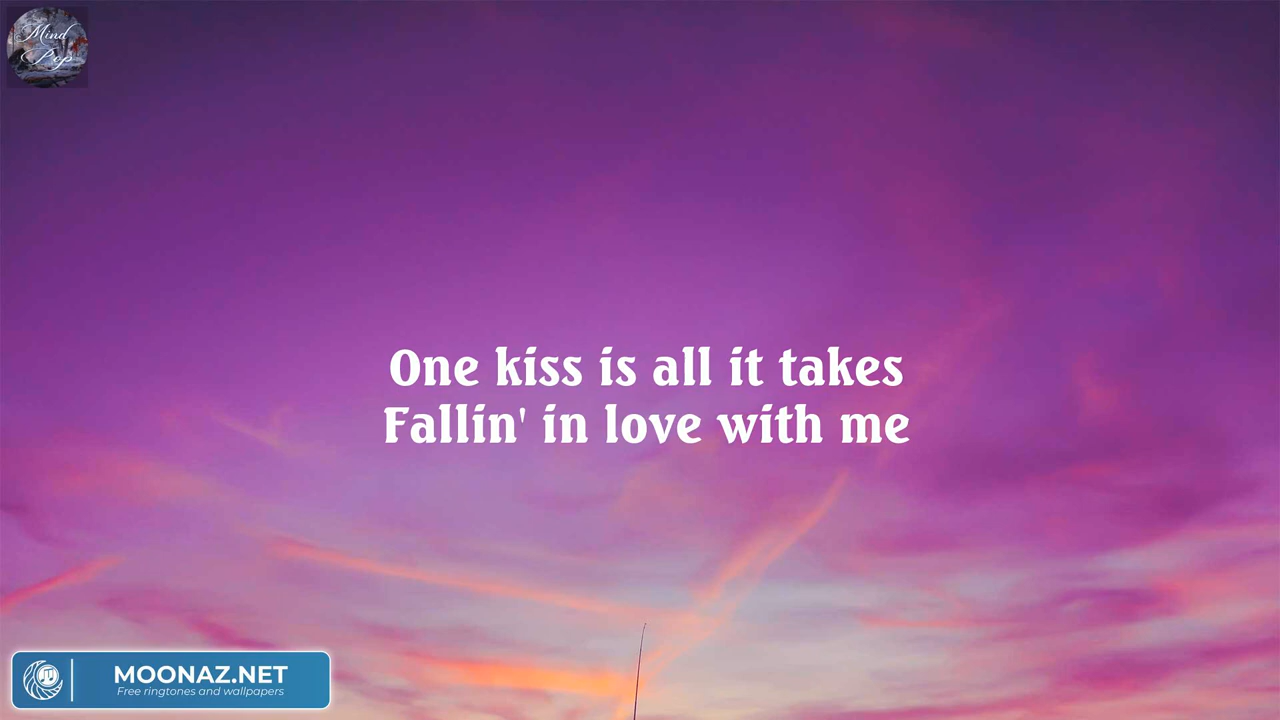 Mind
Pop
One kiss is all it takes
Fallin' in love with me
MOONAZ.NET
Free ringtones and wallpapers